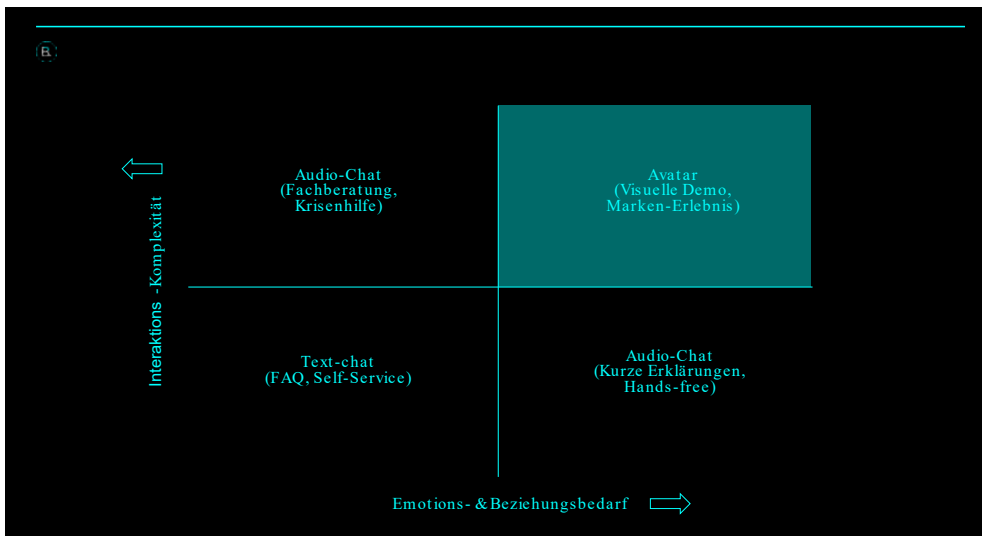 B.
Audio-Chat
(Fachberatung,
Krisenhilfe)
Avatar
(Visuelle Demo,
Marken-Erlebnis)
Interaktions -Komplexität
Text-chat
(FAQ, Self-Service)
Audio-Chat
(Kurze Erklärungen,
Hands-free)
Emotions- & Beziehungsbedarf